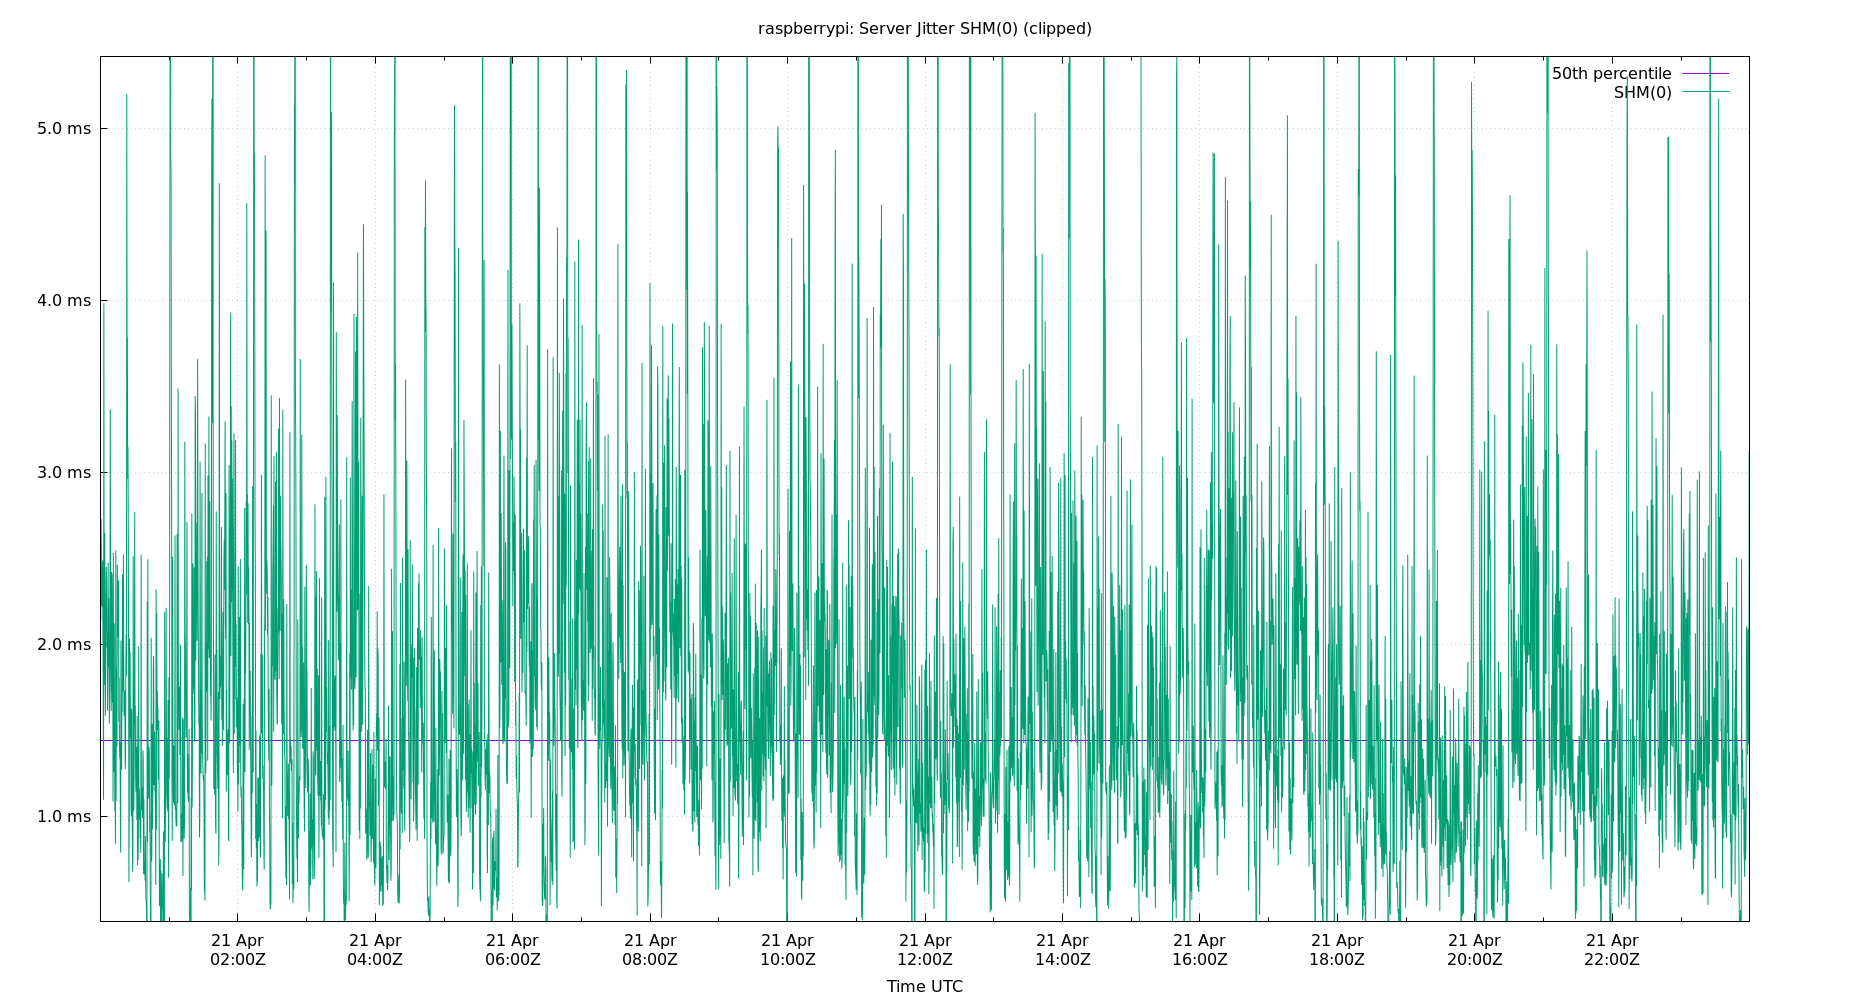 raspberrypi: Server Jitter SHM(0) (clipped)
50th percentile
SHM(0)
5.0 ms
4.0 ms
3.0 ms
2.0 ms
1.0 ms
21 Apr 21 Apr 21 Apr 21 Apr 21 Apr 21 Apr 21 Apr 21 Apr 21 Apr 21 Apr 21 Apr
02:00Z 04:00Z 06:00Z 08:00Z 10:00Z 12:00Z 14:00Z 16:00Z 18:00Z 20:00Z 22:00Z
Time UTC